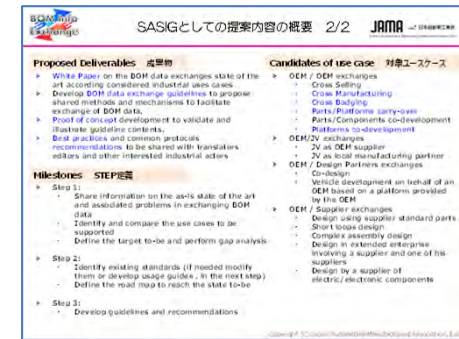 BOM info
Exchange
SASIGとしての提案内容の概要 2/2
JAMA
Proposed Deliverables 成果物
White Paper on the BOM data exchanges state of the
art according considered industrial uses cases
Develop BOM data exchange guidelines to propose
shared methods and mechanisms to facilitate
exchange of BOM data.
Proof of concept development to validate and
illustrate guideline contents.
Best practices and common protocols
recommendations to be shared with translators
editors and other interested industrial actors
Milestones STEP定義
Step 1:
Share information on the as-is state of the art
and associated problems in exchanging BOM
data
Identify and compare the use cases to be
supported
Define the target to-be and perform gap analysis
Step 2:
Identify existing standards (if needed modify
them or develop usage guides, in the next step)
Define the road map to reach the state to-be
Step 3:
Develop guidelines and recommendations
Candidates of use case 対象ユースケース
OEM / OEM exchanges
Cross Selling
Cross Manufacturing
Cross Badging
Parts/Platforms carry-over
Parts/Components co-development
Platforms co-development
OEM/JV exchanges
JV as OEM supplier
JV as local manufacturing partner
OEM / Design Partners exchanges
Co-design
Vehicle development on behalf of an
OEM based on a platform provided
by the OEM
OEM / Supplier exchanges
Design using supplier standard parts
Short loops design
Complex assembly design
Design in extended enterprise
involving a supplier and one of his
suppliers
Design by a supplier of
electric/electronic components